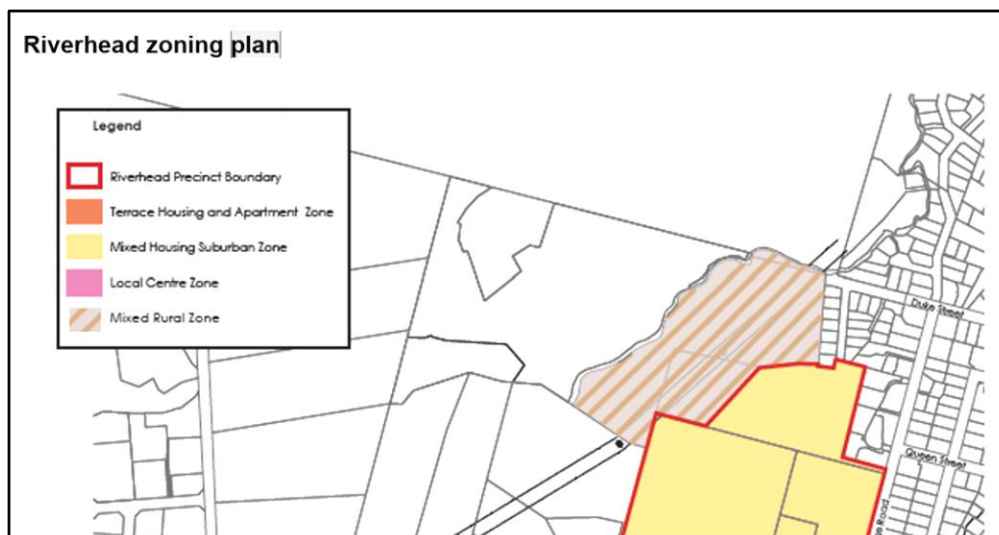 Riverhead zoning plan
Legend
Riverhead Precinct Boundary
Terrace Housing and Apartment Zone
Mixed Housing Suburban Zone
Local Centre Zone
Mixed Rural Zone
Duke Street
Queen Street
Road